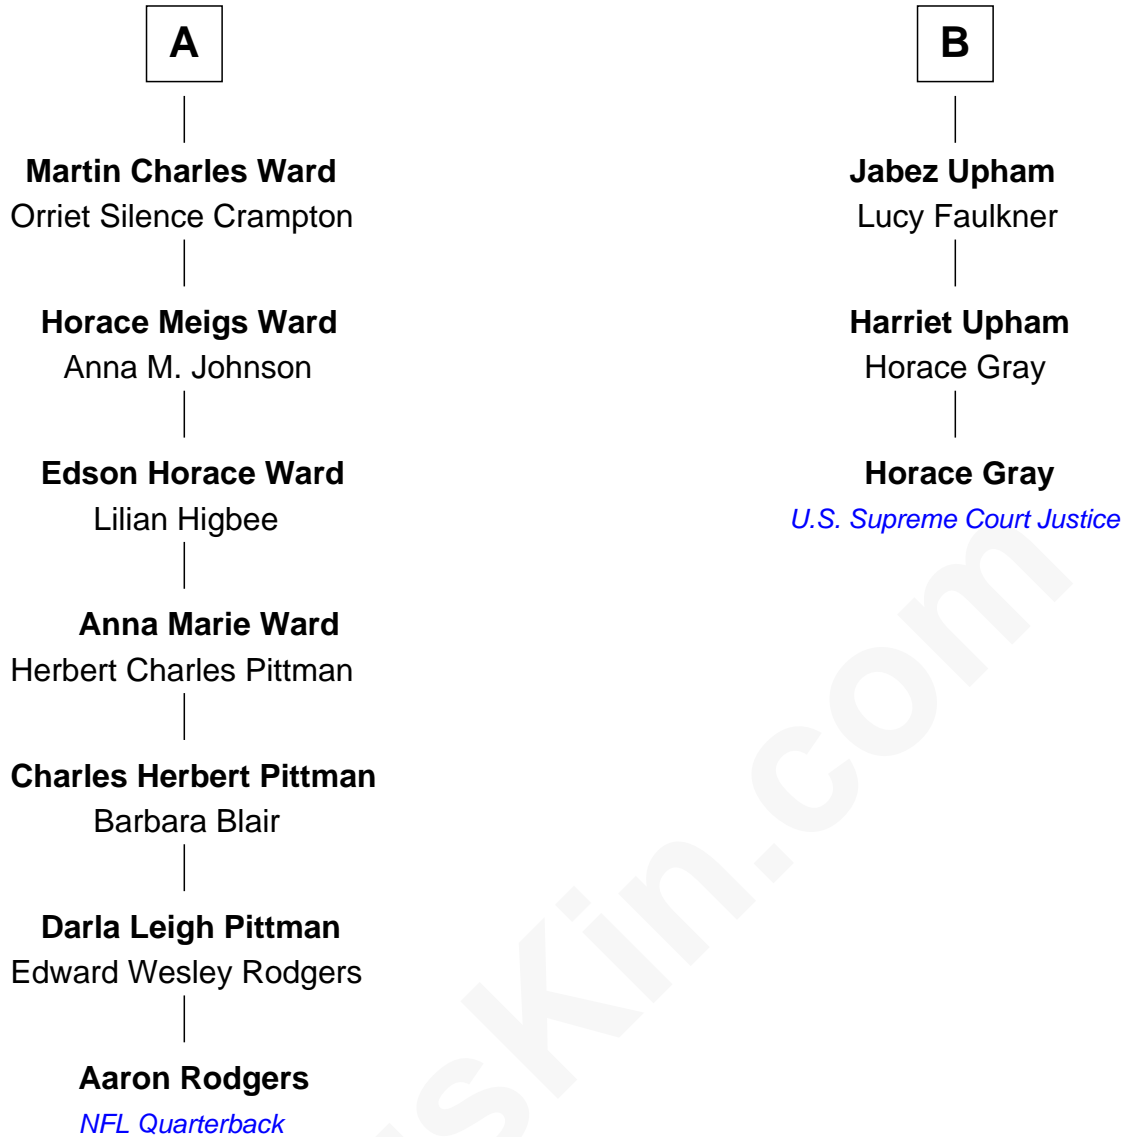 A
Martin Charles Ward
Orriet Silence Crampton
Horace Meigs Ward
Anna M. Johnson
Edson Horace Ward
Lilian Higbee
Anna Marie Ward
Herbert Charles Pittman
Charles Herbert Pittman
Barbara Blair
Darla Leigh Pittman
Edward Wesley Rodgers
Aaron Rodgers
NFL Quarterback
B
Jabez Upham
Lucy Faulkner
Harriet Upham
Horace Gray
Horace Gray
U.S. Supreme Court Justice